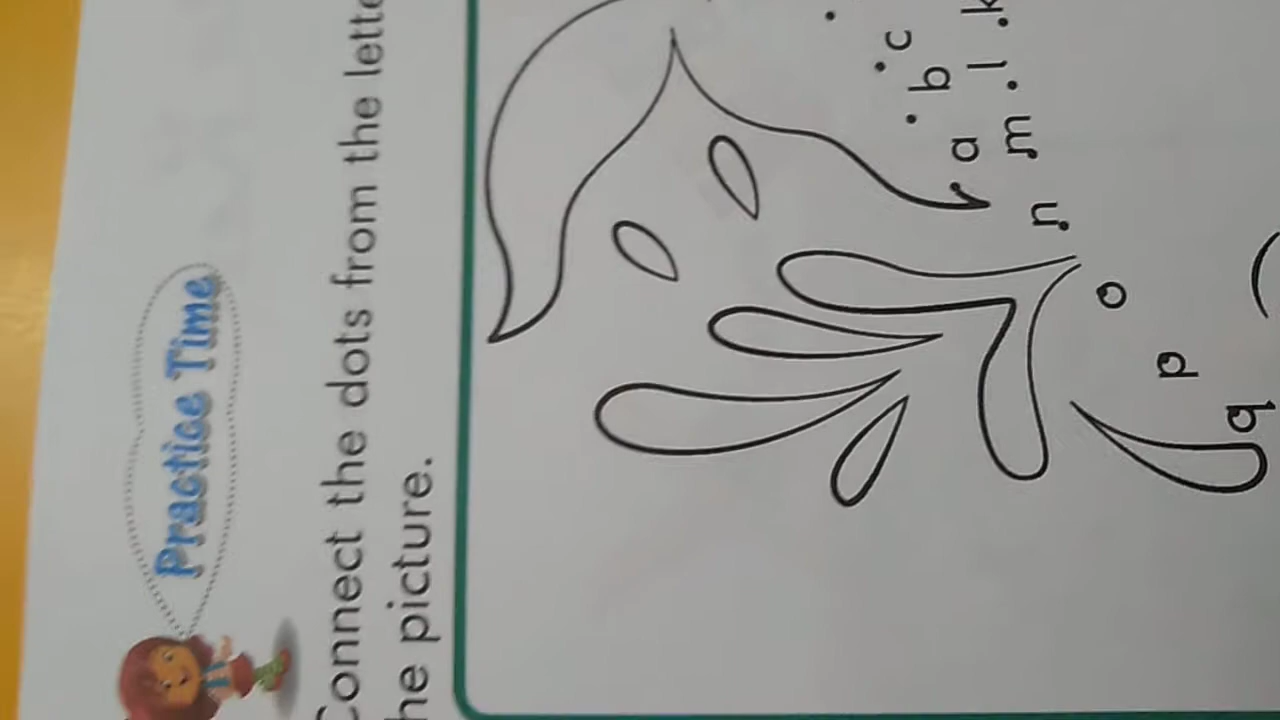 Practice Time
Connect the dots from the lette
he picture.
a b c
n m l k
o
p
q